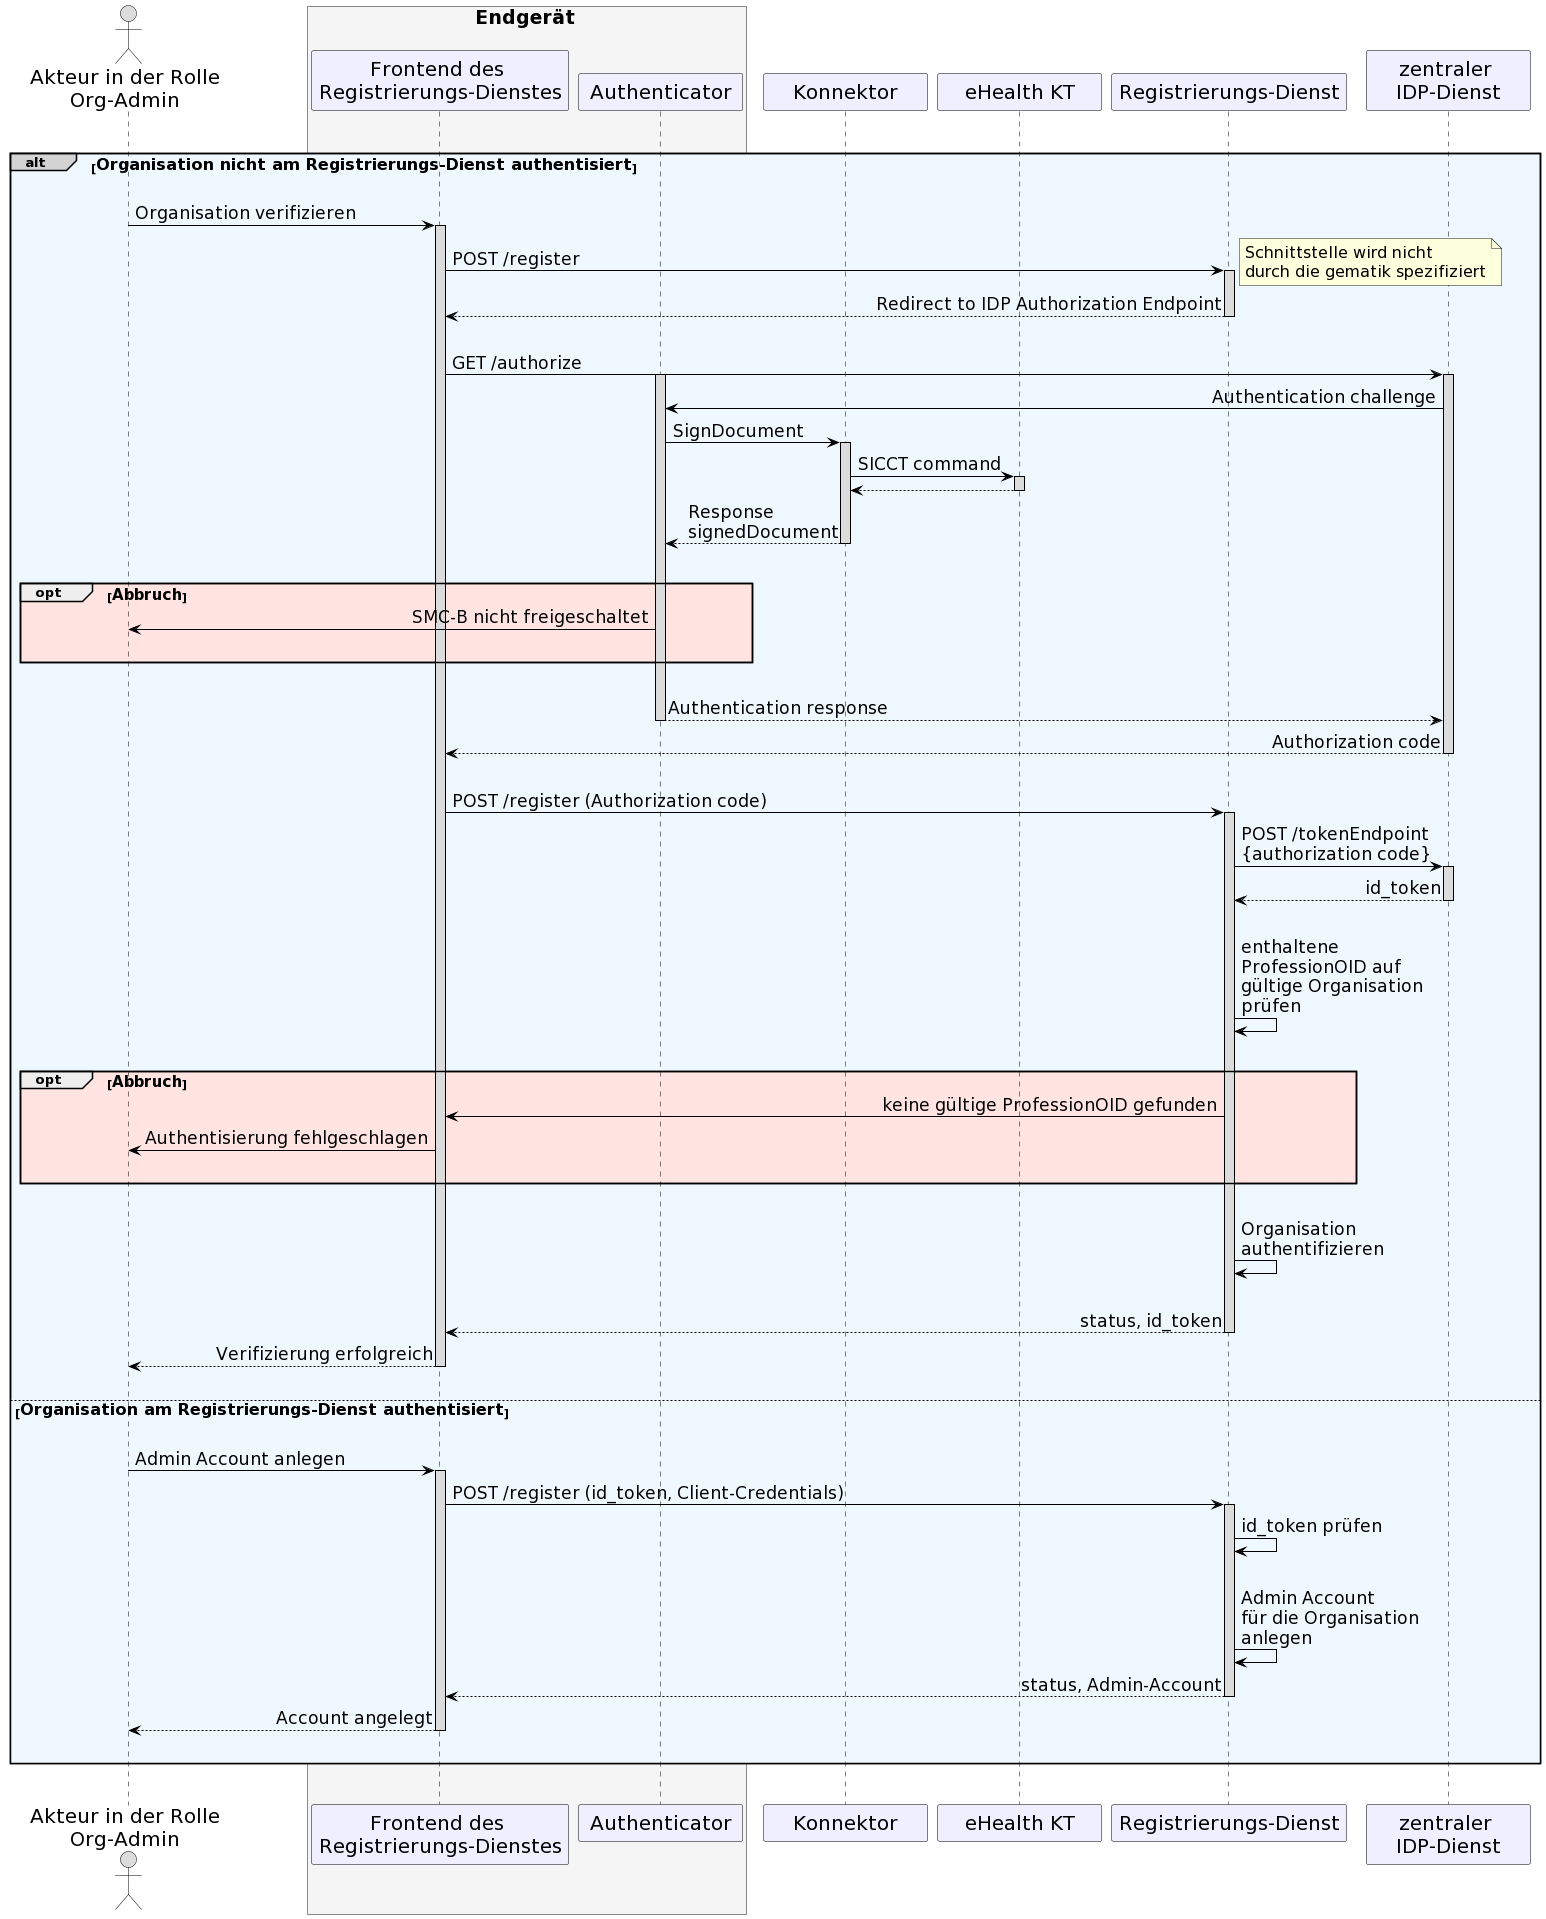 Endgerät
Akteur in der Rolle
Org-Admin
Frontend des
Registrierungs-Dienstes
Authenticator
Konnektor
eHealth KT
Registrierungs-Dienst
zentraler
IDP-Dienst
alt
[Organisation nicht am Registrierungs-Dienst authentisiert]
Organisation verifizieren
POST /register
Schnittstelle wird nicht
durch die gematik spezifiziert
Redirect to IDP Authorization Endpoint
GET /authorize
Authentication challenge
SignDocument
SICCT command
Response
signedDocument
opt
[Abbruch]
SMC-B nicht freigeschaltet
Authentication response
Authorization code
POST /register (Authorization code)
POST /tokenEndpoint
{authorization code}
id_token
enthaltene
ProfessionOID auf
gültige Organisation
prüfen
opt
[Abbruch]
keine gültige ProfessionOID gefunden
Authentisierung fehlgeschlagen
Organisation
authentifizieren
status, id_token
Verifizierung erfolgreich
[Organisation am Registrierungs-Dienst authentisiert]
Admin Account anlegen
POST /register (id_token, Client-Credentials)
id_token prüfen
Admin Account
für die Organisation
anlegen
status, Admin-Account
Account angelegt
Akteur in der Rolle
Org-Admin
Frontend des
Registrierungs-Dienstes
Authenticator
Konnektor
eHealth KT
Registrierungs-Dienst
zentraler
IDP-Dienst